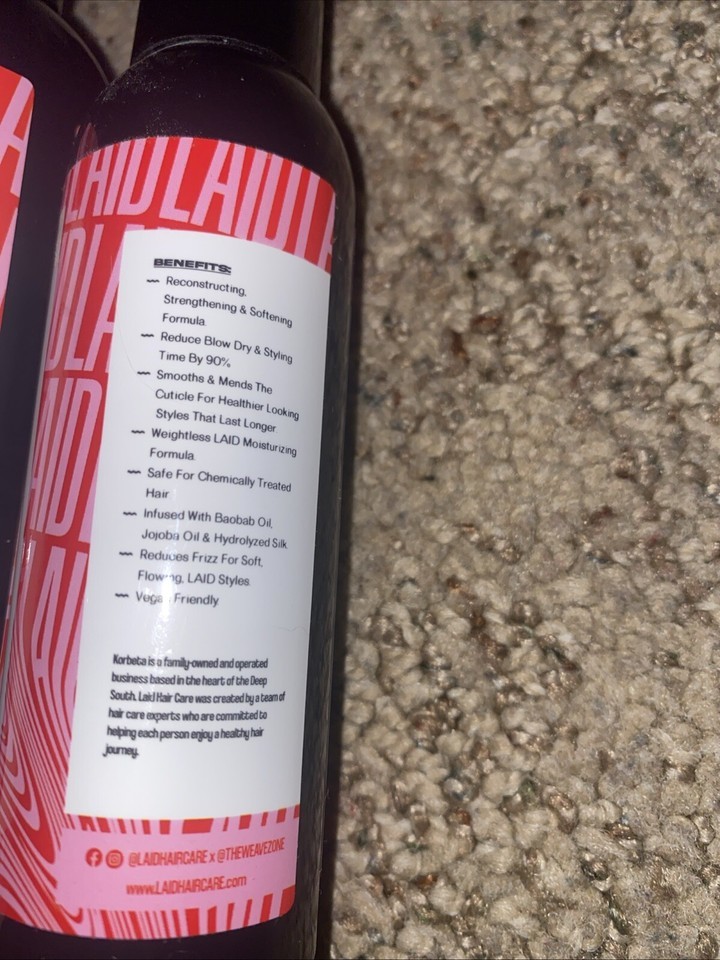 LAIDLAIDL
BENEFITS:
Reconstructing,
Strengthening & Softening
Formula.
Reduce Blow Dry & Styling
Time By 90%
Smooths & Mends The
Cuticle For Healthier Looking
Styles That Last Longer
Weightless LAID Moisturizing
Formula.
Safe For Chemically Treated
Hair
Infused With Baobab Oil,
Jojoba Oil & Hydrolyzed Silk.
Reduces Frizz For Soft,
Flowing, LAID Styles.
Vegan Friendly
Korbeta is a family-owned and operated
business based in the heart of the Deep
South. Laid Hair Care was created by a team of
hair care experts who are committed to
helping each person enjoy a healthy hair
journey.
@LAIDHAIRCARE x @THEWEAVEZONE
www.LAIDHAIRCARE.com